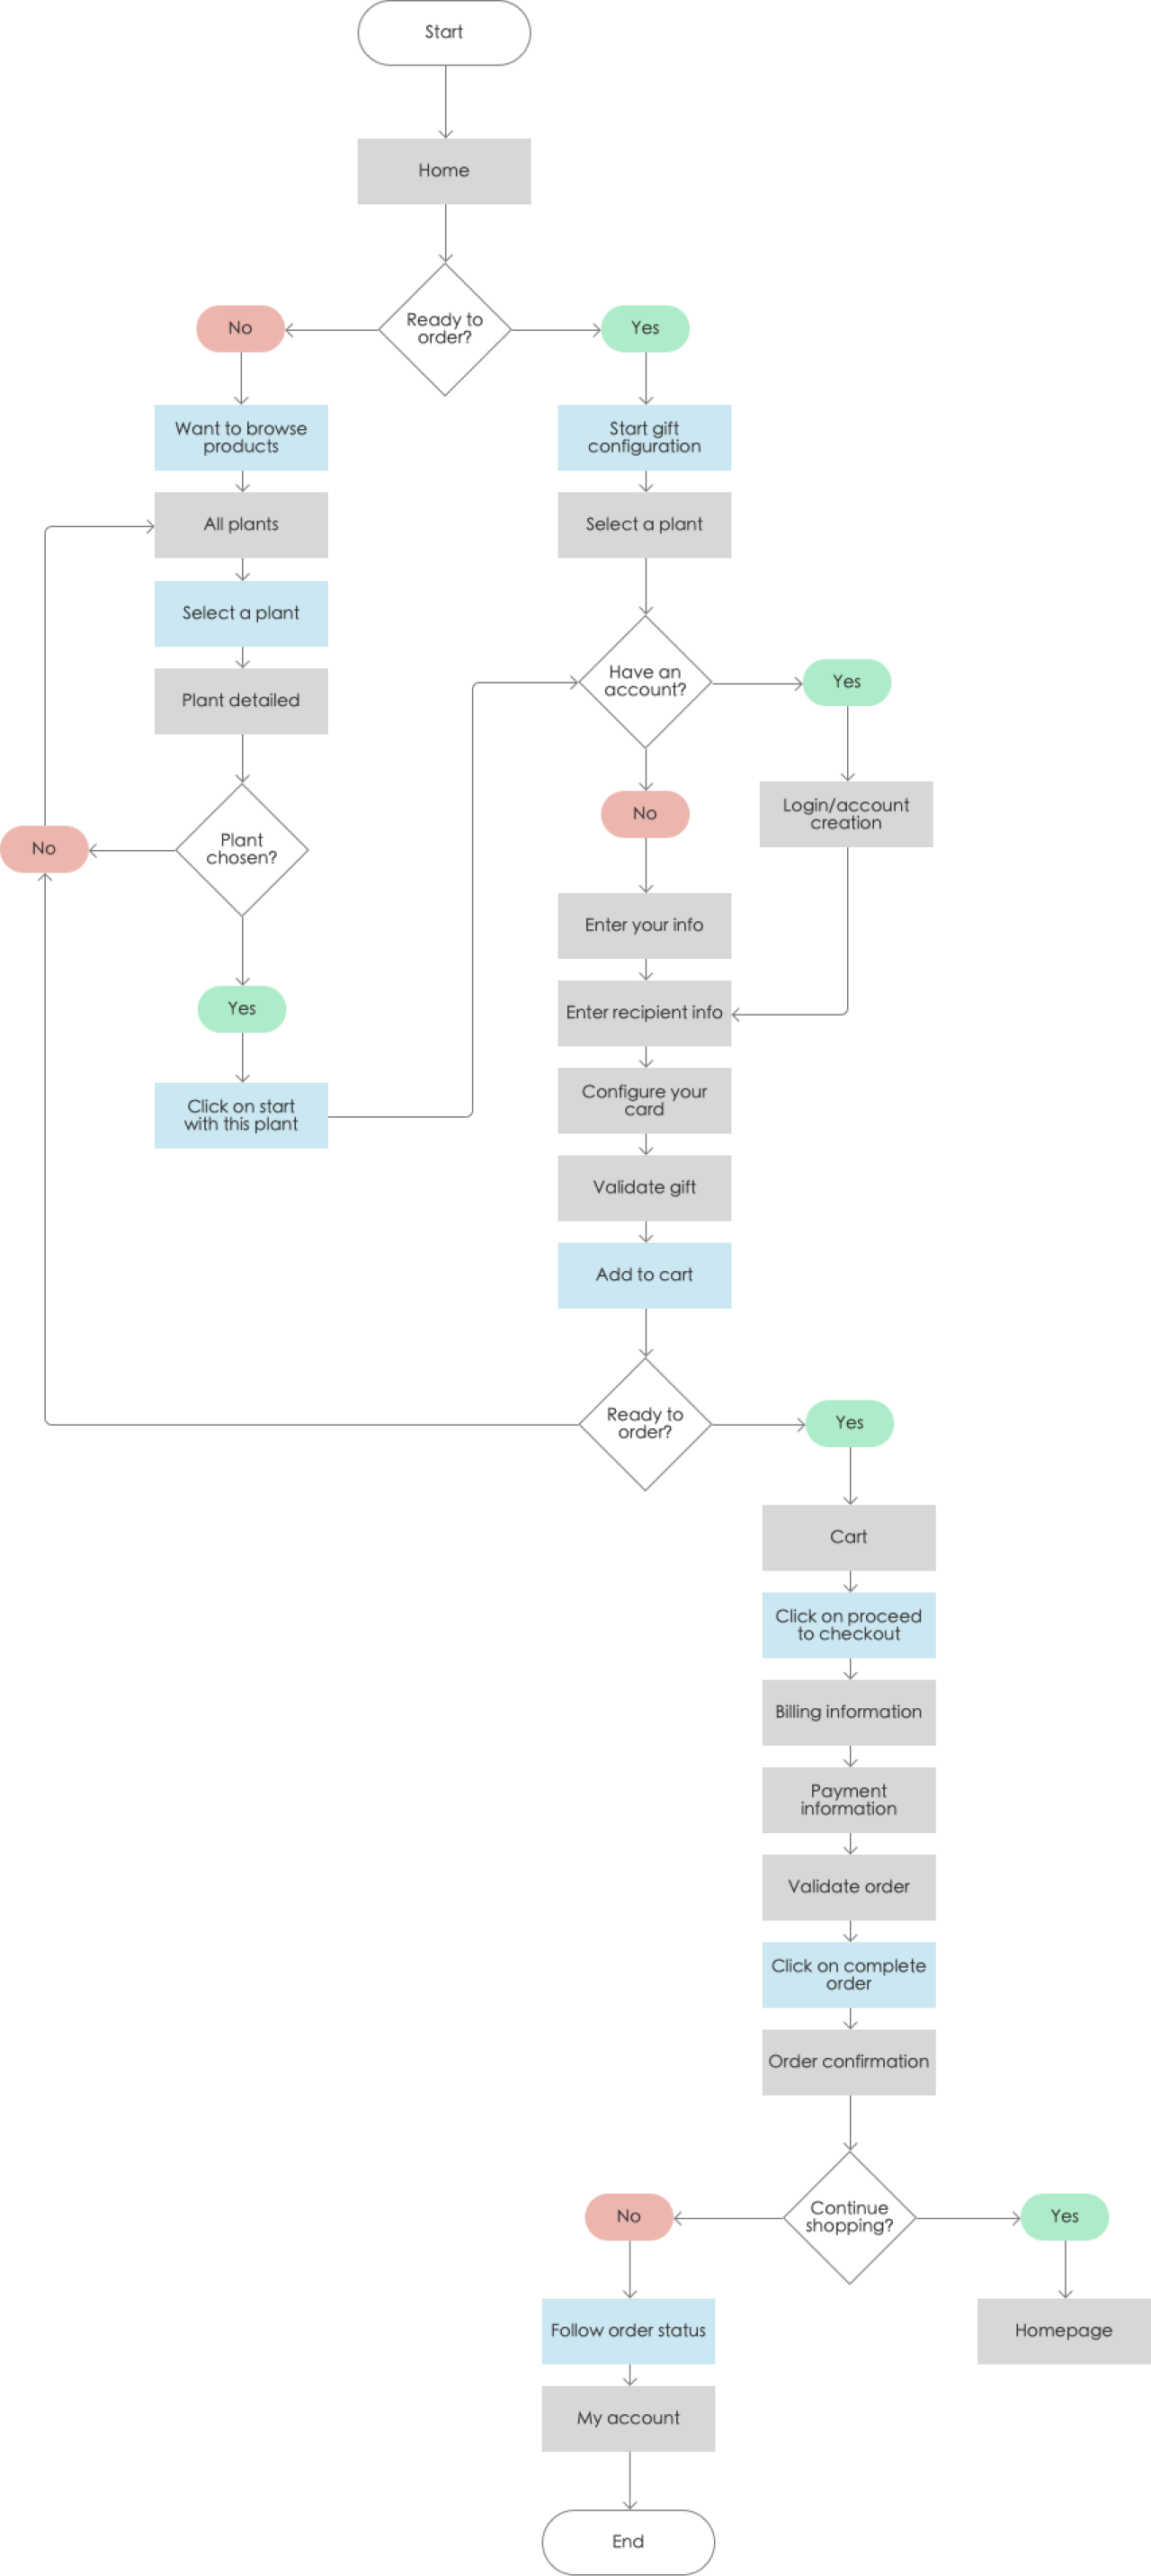 Start
Home
Ready to
order?
No
Yes
Want to browse
products
Start gift
configuration
All plants
Select a plant
Select a plant
Plant detailed
Have an
account?
Yes
No
Login/account
creation
Plant
chosen?
No
Enter your info
Yes
Enter recipient info
Click on start
with this plant
Configure your
card
Validate gift
Add to cart
Ready to
order?
Yes
Cart
Click on proceed
to checkout
Billing information
Payment
information
Validate order
Click on complete
order
Order confirmation
Continue
shopping?
No
Yes
Follow order status
Homepage
My account
End